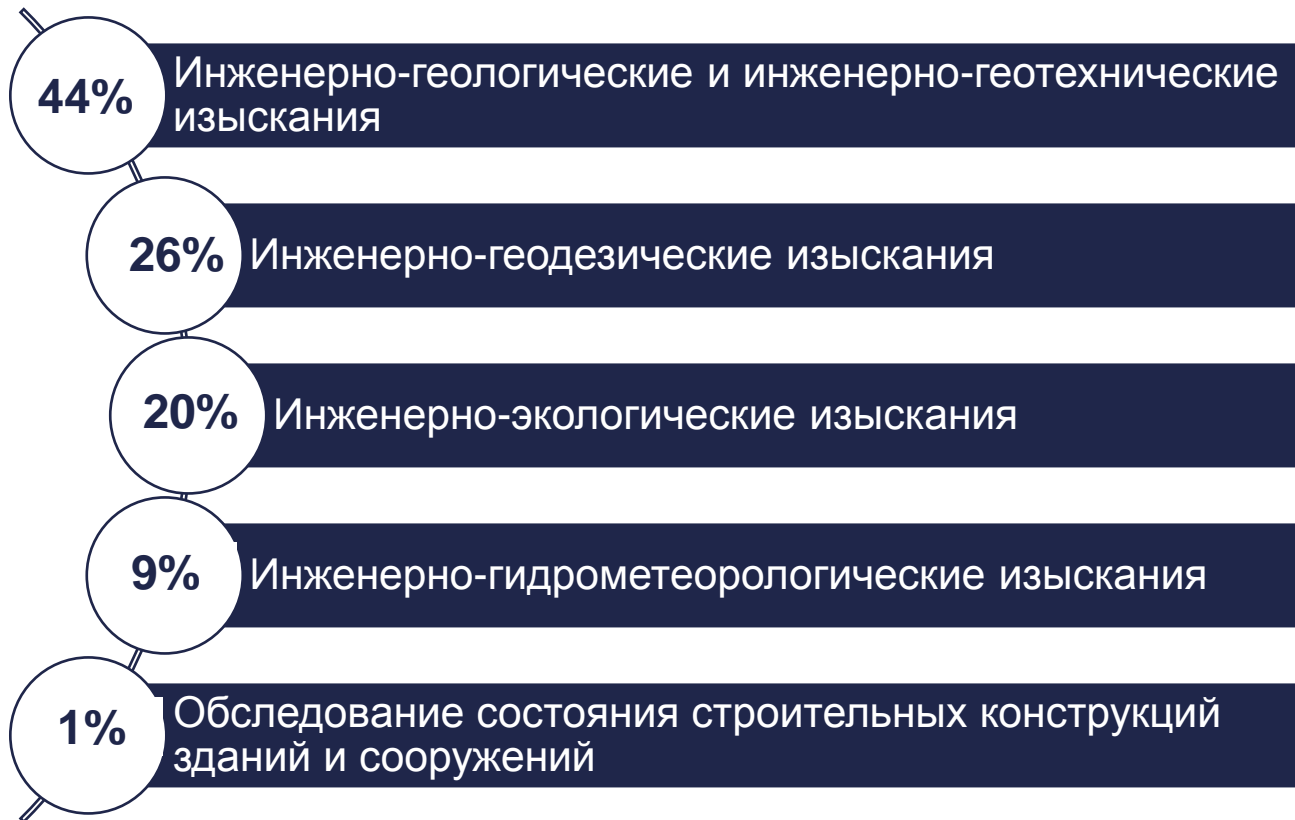 44%
Инженерно-геологические и инженерно-геотехнические
изыскания
26%
Инженерно-геодезические изыскания
20%
Инженерно-экологические изыскания
9%
Инженерно-гидрометеорологические изыскания
1%
Обследование состояния строительных конструкций
зданий и сооружений